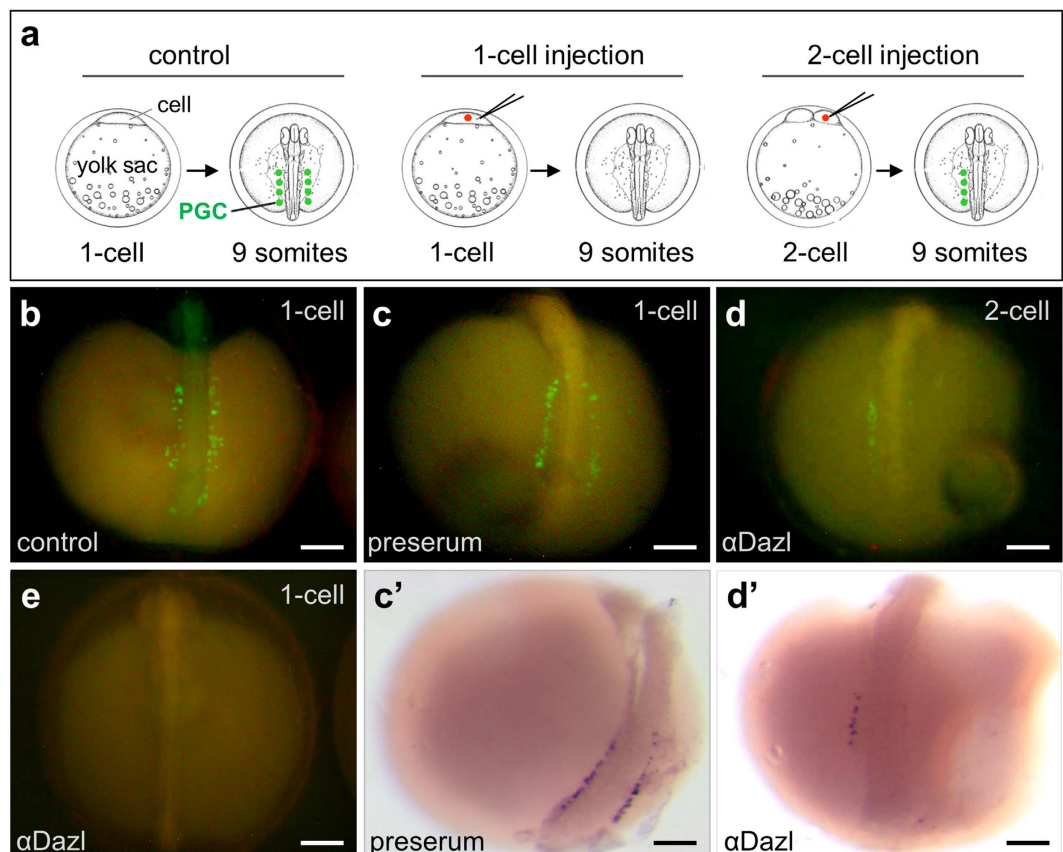 a
control
1-cell injection
2-cell injection
cell
yolk sac
PGC
1-cell
9 somites
1-cell
9 somites
2-cell
9 somites
b
1-cell
control
c
1-cell
preserum
d
2-cell
αDazl
e
1-cell
αDazl
c'
preserum
d'
αDazl